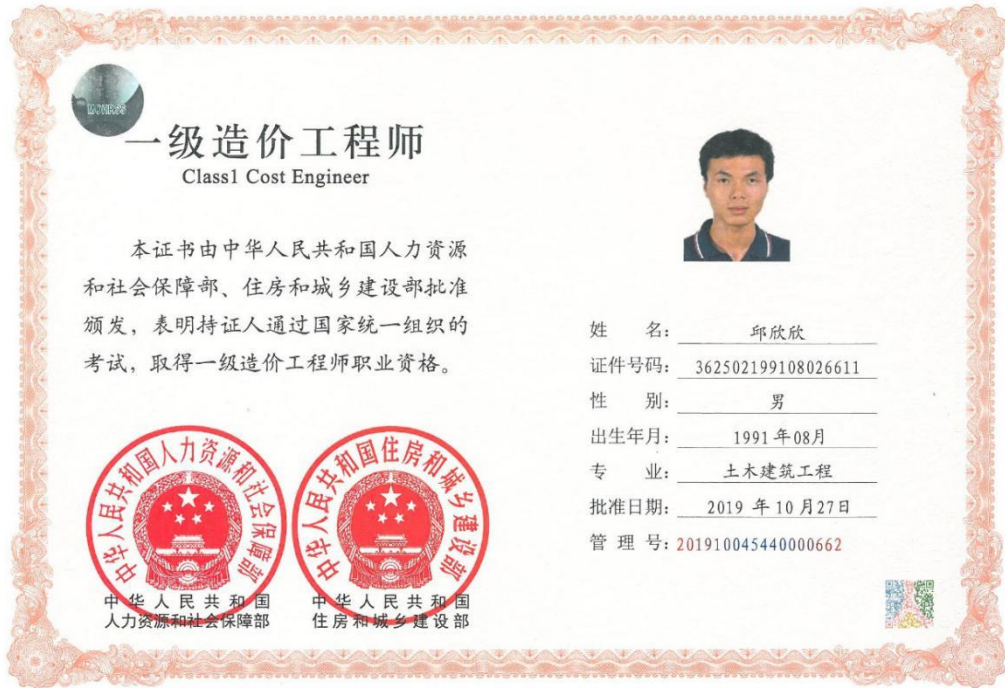 MOHRSS
一级造价工程师
Class1 Cost Engineer
本证书由中华人民共和国人力资源
和社会保障部、住房和城乡建设部批准
颁发，表明持证人通过国家统一组织的
考试，取得一级造价工程师职业资格。
中华人民共和国人力资源和社会保障部
中华人民共和国
人力资源和社会保障部
中华人民共和国住房和城乡建设部
中华人民共和国
住房和城乡建设部
姓 名： 邱欣欣
证件号码： 362502199108026611
性 别： 男
出生年月： 1991年08月
专 业： 土木建筑工程
批准日期： 2019 年 10 月27日
管 理 号：201910045440000662